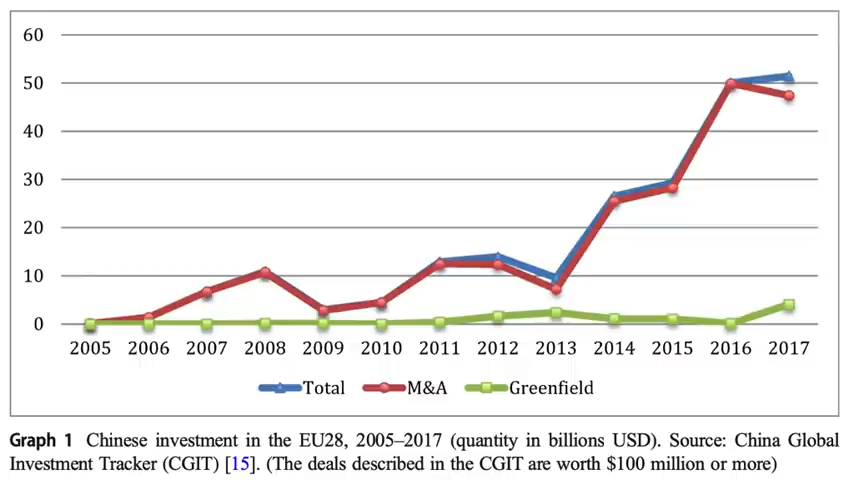 60
50
40
30
20
10
0
2005 2006 2007 2008 2009 2010 2011 2012 2013 2014 2015 2016 2017
Total M&A Greenfield
Graph 1 Chinese investment in the EU28, 2005–2017 (quantity in billions USD). Source: China Global
Investment Tracker (CGIT) [15]. (The deals described in the CGIT are worth $100 million or more)